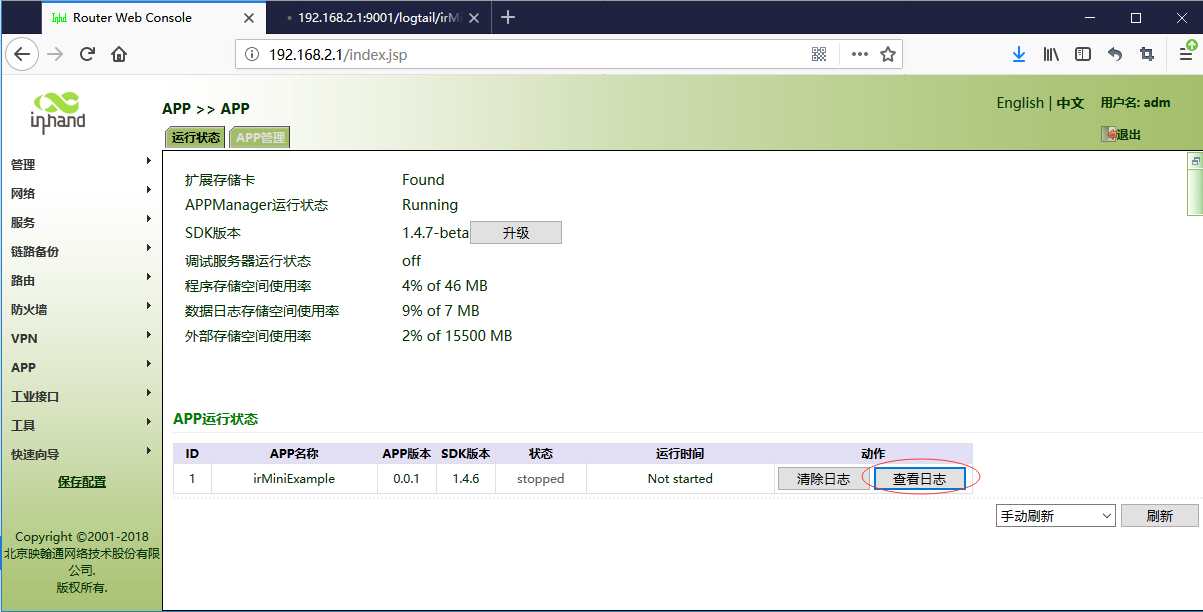 Router Web Console
192.168.2.1:9001/logtail/irMi
192.168.2.1/index.jsp
inhand
APP >> APP
English | 中文 用户名: adm
运行状态 APP管理
退出
管理
网络
服务
链路备份
路由
防火墙
VPN
APP
工业接口
工具
快速向导
保存配置
Copyright ©2001-2018
北京映翰通网络技术股份有限
公司.
版权所有.
扩展存储卡 Found
APPManager运行状态 Running
SDK版本 1.4.7-beta 升级
调试服务器运行状态 off
程序存储空间使用率 4% of 46 MB
数据日志存储空间使用率 9% of 7 MB
外部存储空间使用率 2% of 15500 MB
APP运行状态
ID APP名称 APP版本 SDK版本 状态 运行时间 动作
1 irMiniExample 0.0.1 1.4.6 stopped Not started 清除日志 查看日志
手动刷新 刷新